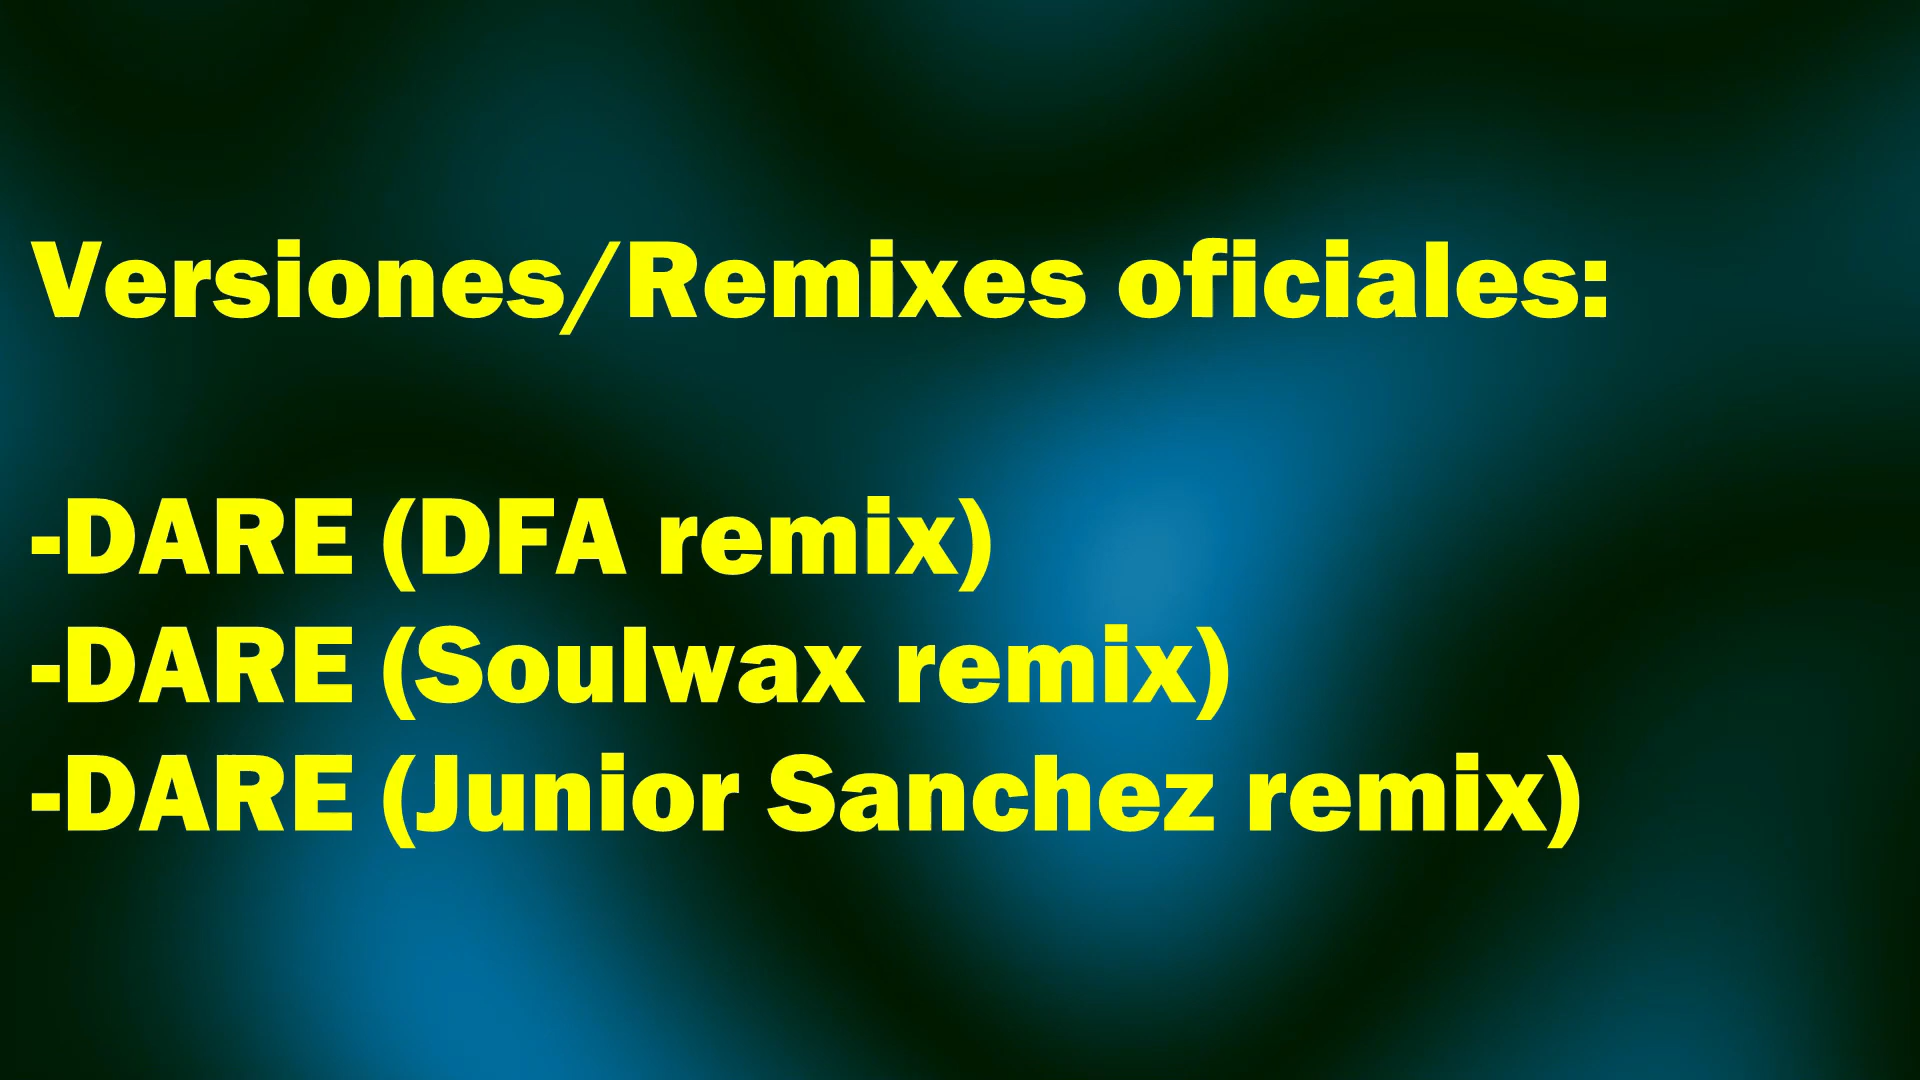 Versiones/Remixes oficiales:
-DARE (DFA remix)
-DARE (Soulwax remix)
-DARE (Junior Sanchez remix)